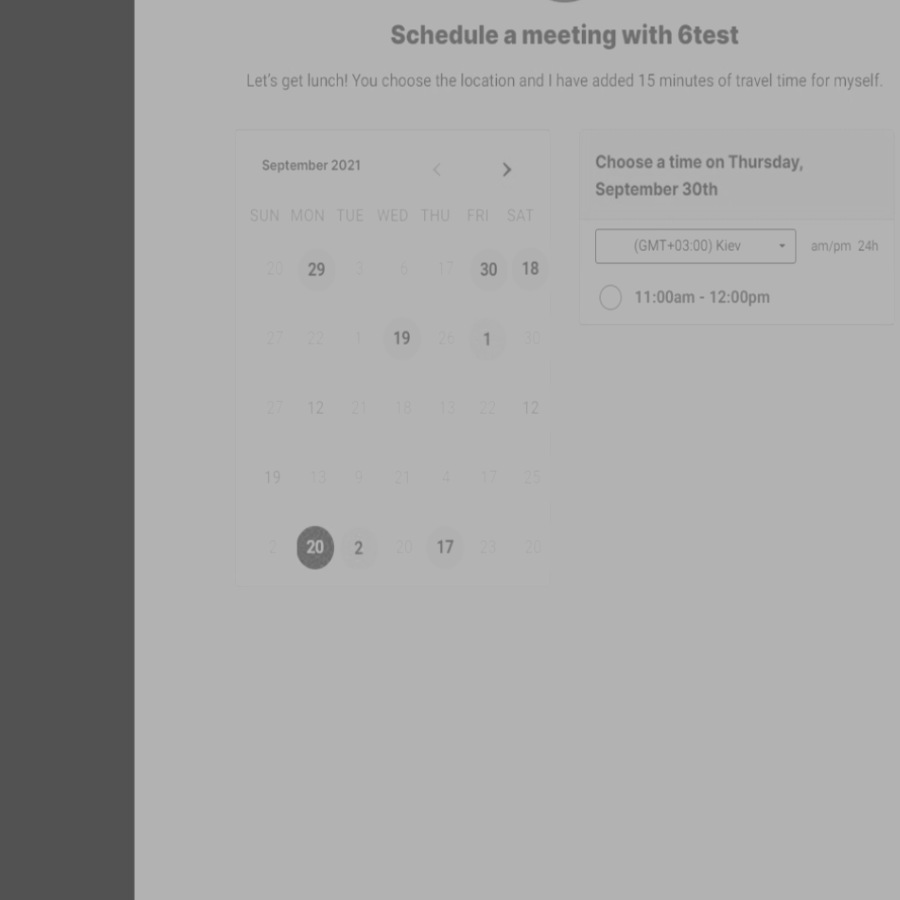 Schedule a meeting with 6test
Let's get lunch! You choose the location and I have added 15 minutes of travel time for myself.
September 2021
SUN MON TUE WED THU FRI SAT
20 29 3 6 17 30 18
27 22 1 19 26 1 30
27 12 21 18 13 22 12
19 13 9 21 4 17 25
2 20 2 20 17 23 20
Choose a time on Thursday,
September 30th
(GMT+03:00) Kiev am/pm 24h
11:00am - 12:00pm